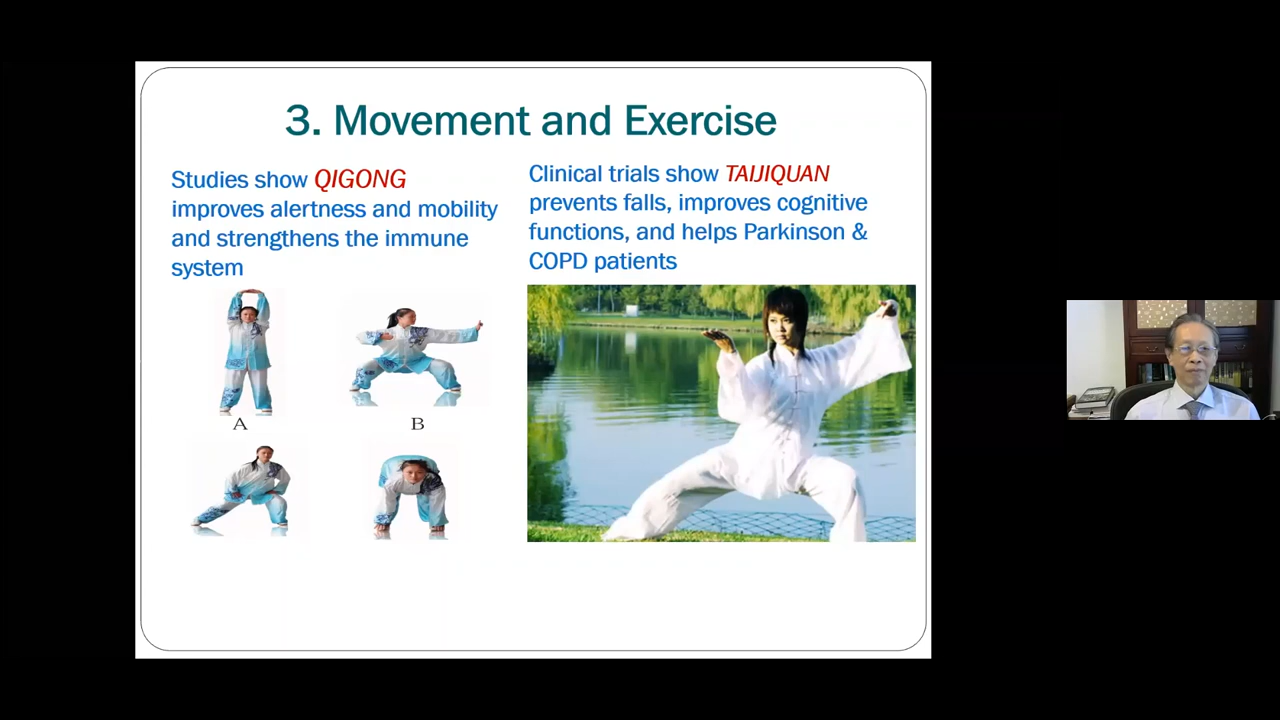 3. Movement and Exercise
Studies show QIGONG
improves alertness and mobility
and strengthens the immune
system
Clinical trials show TAIJIQUAN
prevents falls, improves cognitive
functions, and helps Parkinson &
COPD patients
A
B